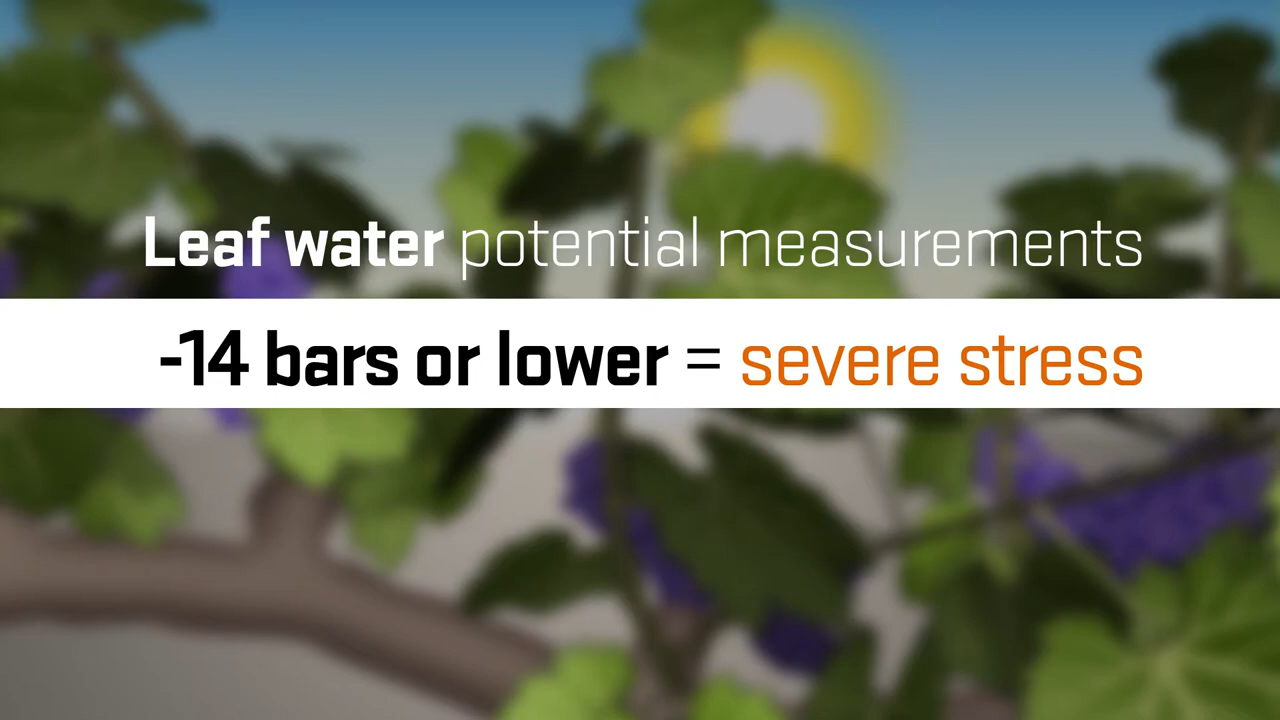 Leaf water potential measurements
-14 bars or lower = severe stress